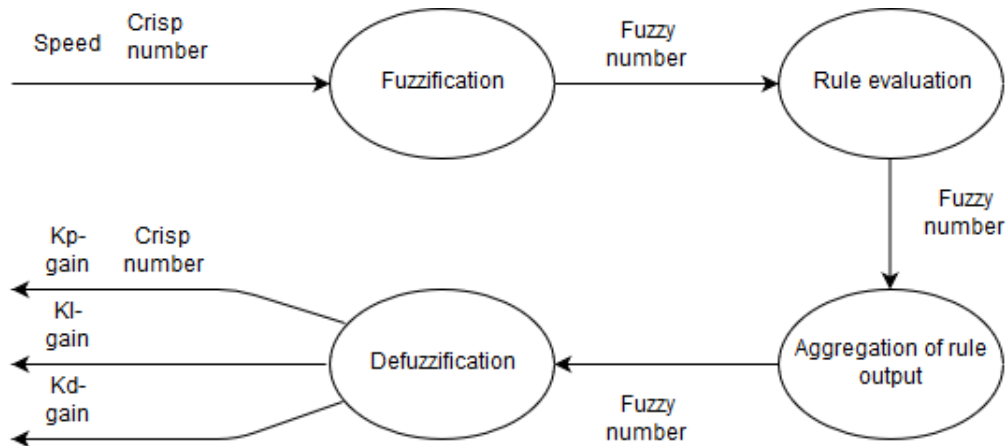 Speed
Crisp
number
Fuzzification
Fuzzy
number
Rule evaluation
Fuzzy
number
Aggregation of rule
output
Fuzzy
number
Defuzzification
Crisp
number
Kp-
gain
KI-
gain
Kd-
gain